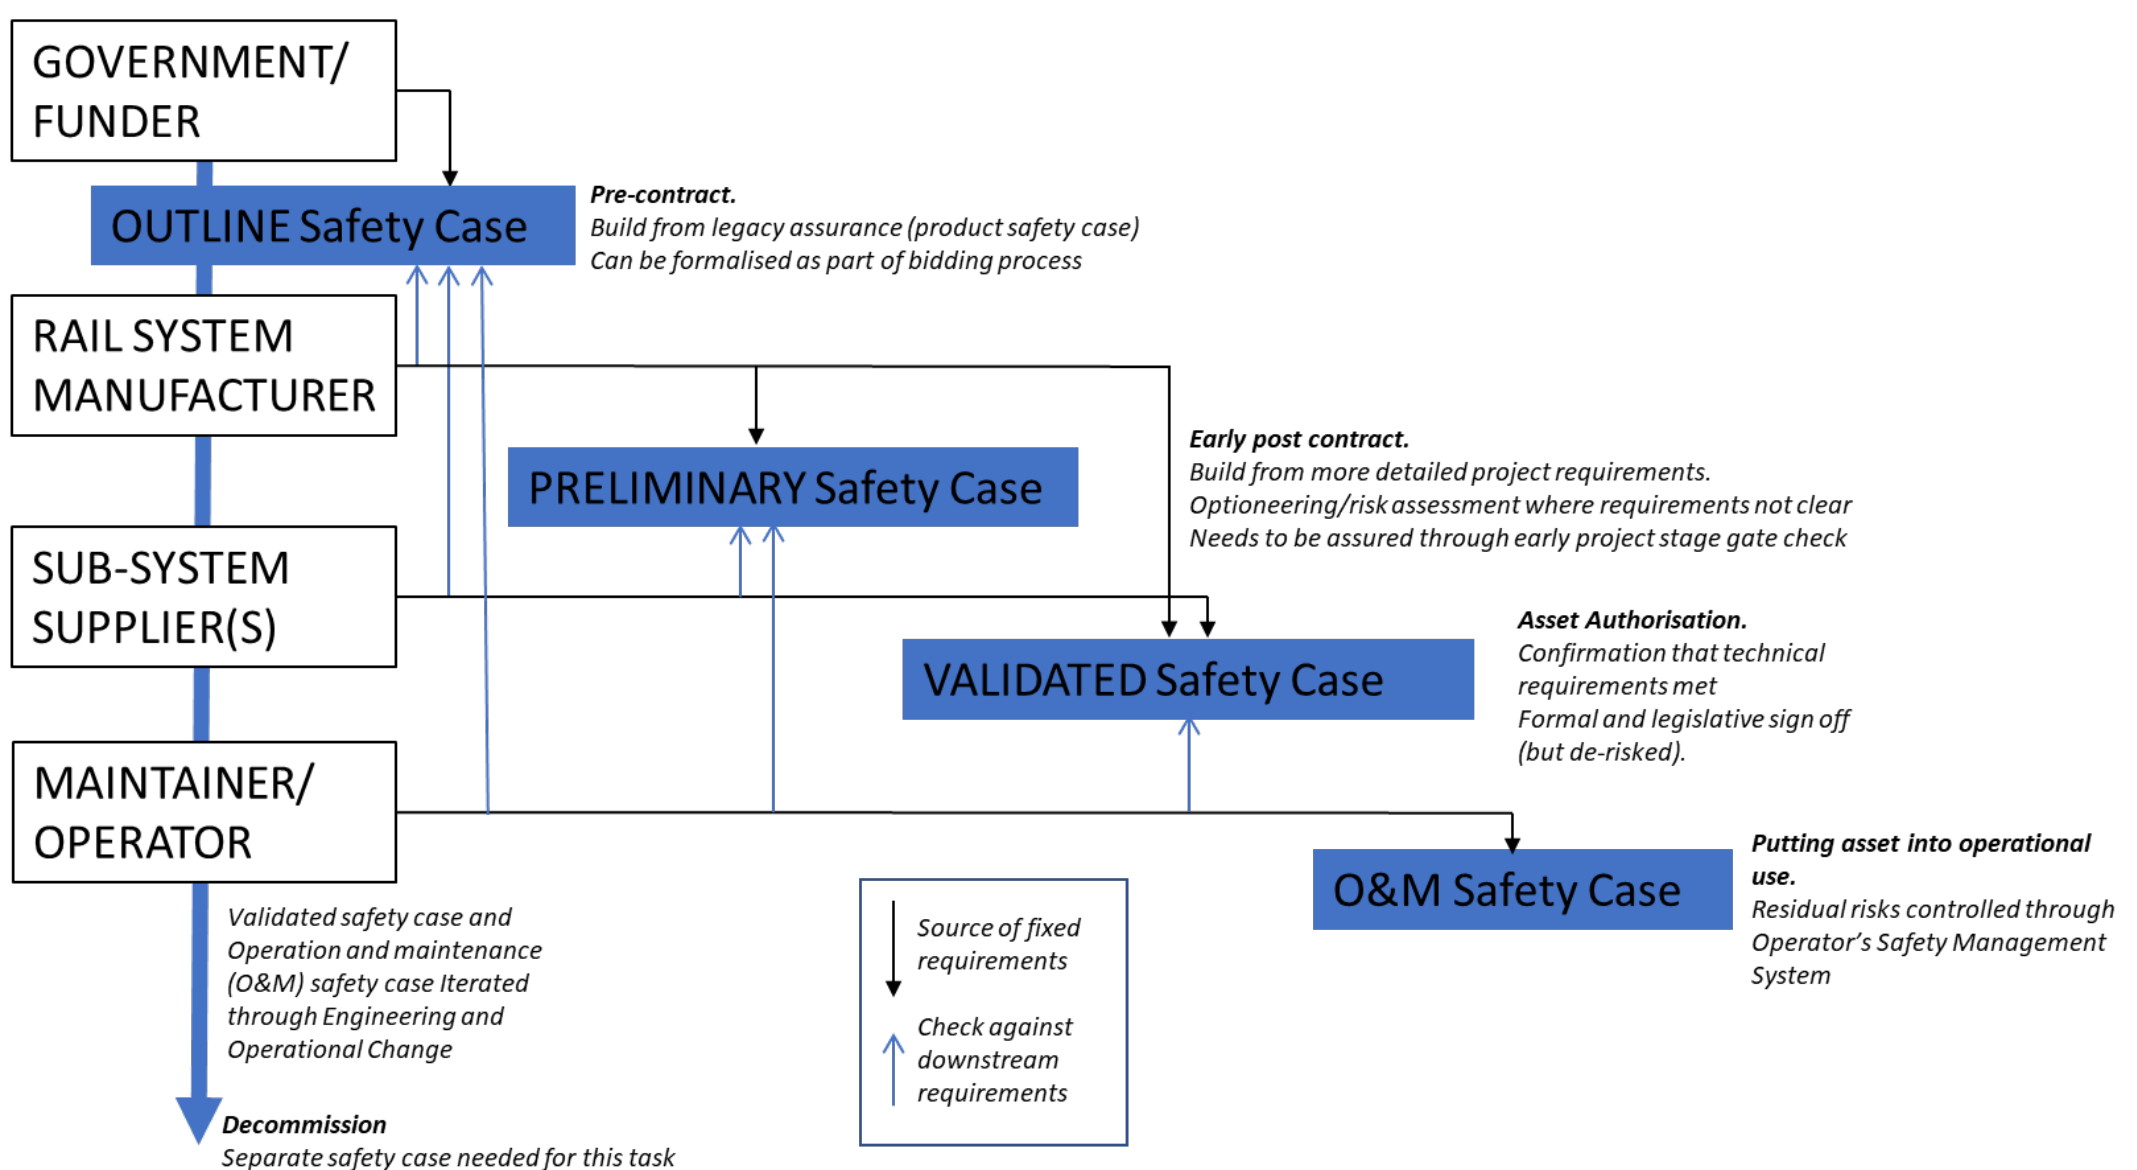 GOVERNMENT/
FUNDER
OUTLINE Safety Case
Pre-contract.
Build from legacy assurance (product safety case)
Can be formalised as part of bidding process
RAIL SYSTEM
MANUFACTURER
PRELIMINARY Safety Case
Early post contract.
Build from more detailed project requirements.
Optioneering/risk assessment where requirements not clear
Needs to be assured through early project stage gate check
SUB-SYSTEM
SUPPLIER(S)
VALIDATED Safety Case
Asset Authorisation.
Confirmation that technical
requirements met
Formal and legislative sign off
(but de-risked).
MAINTAINER/
OPERATOR
O&M Safety Case
Putting asset into operational
use.
Residual risks controlled through
Operator's Safety Management
System
Validated safety case and
Operation and maintenance
(O&M) safety case Iterated
through Engineering and
Operational Change
Source of fixed
requirements
Check against
downstream
requirements
Decommission
Separate safety case needed for this task